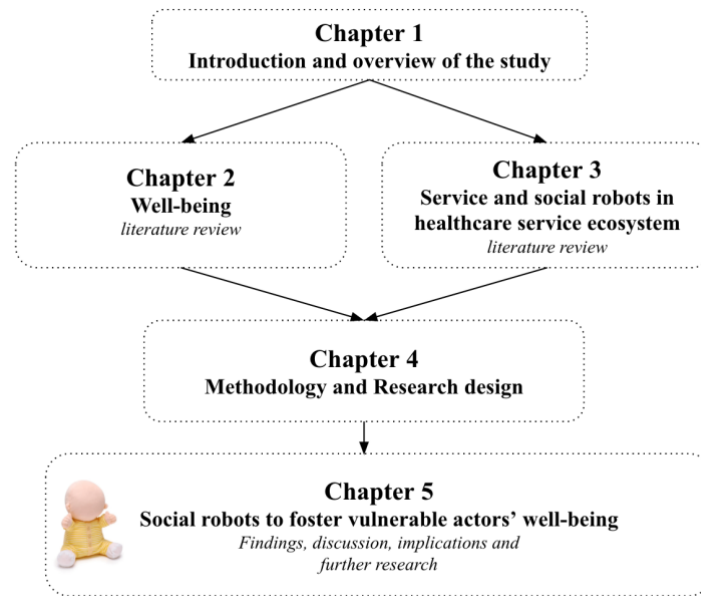 Chapter 1
Introduction and overview of the study
Chapter 2
Well-being
literature review
Chapter 3
Service and social robots in
healthcare service ecosystem
literature review
Chapter 4
Methodology and Research design
Chapter 5
Social robots to foster vulnerable actors’ well-being
Findings, discussion, implications and
further research